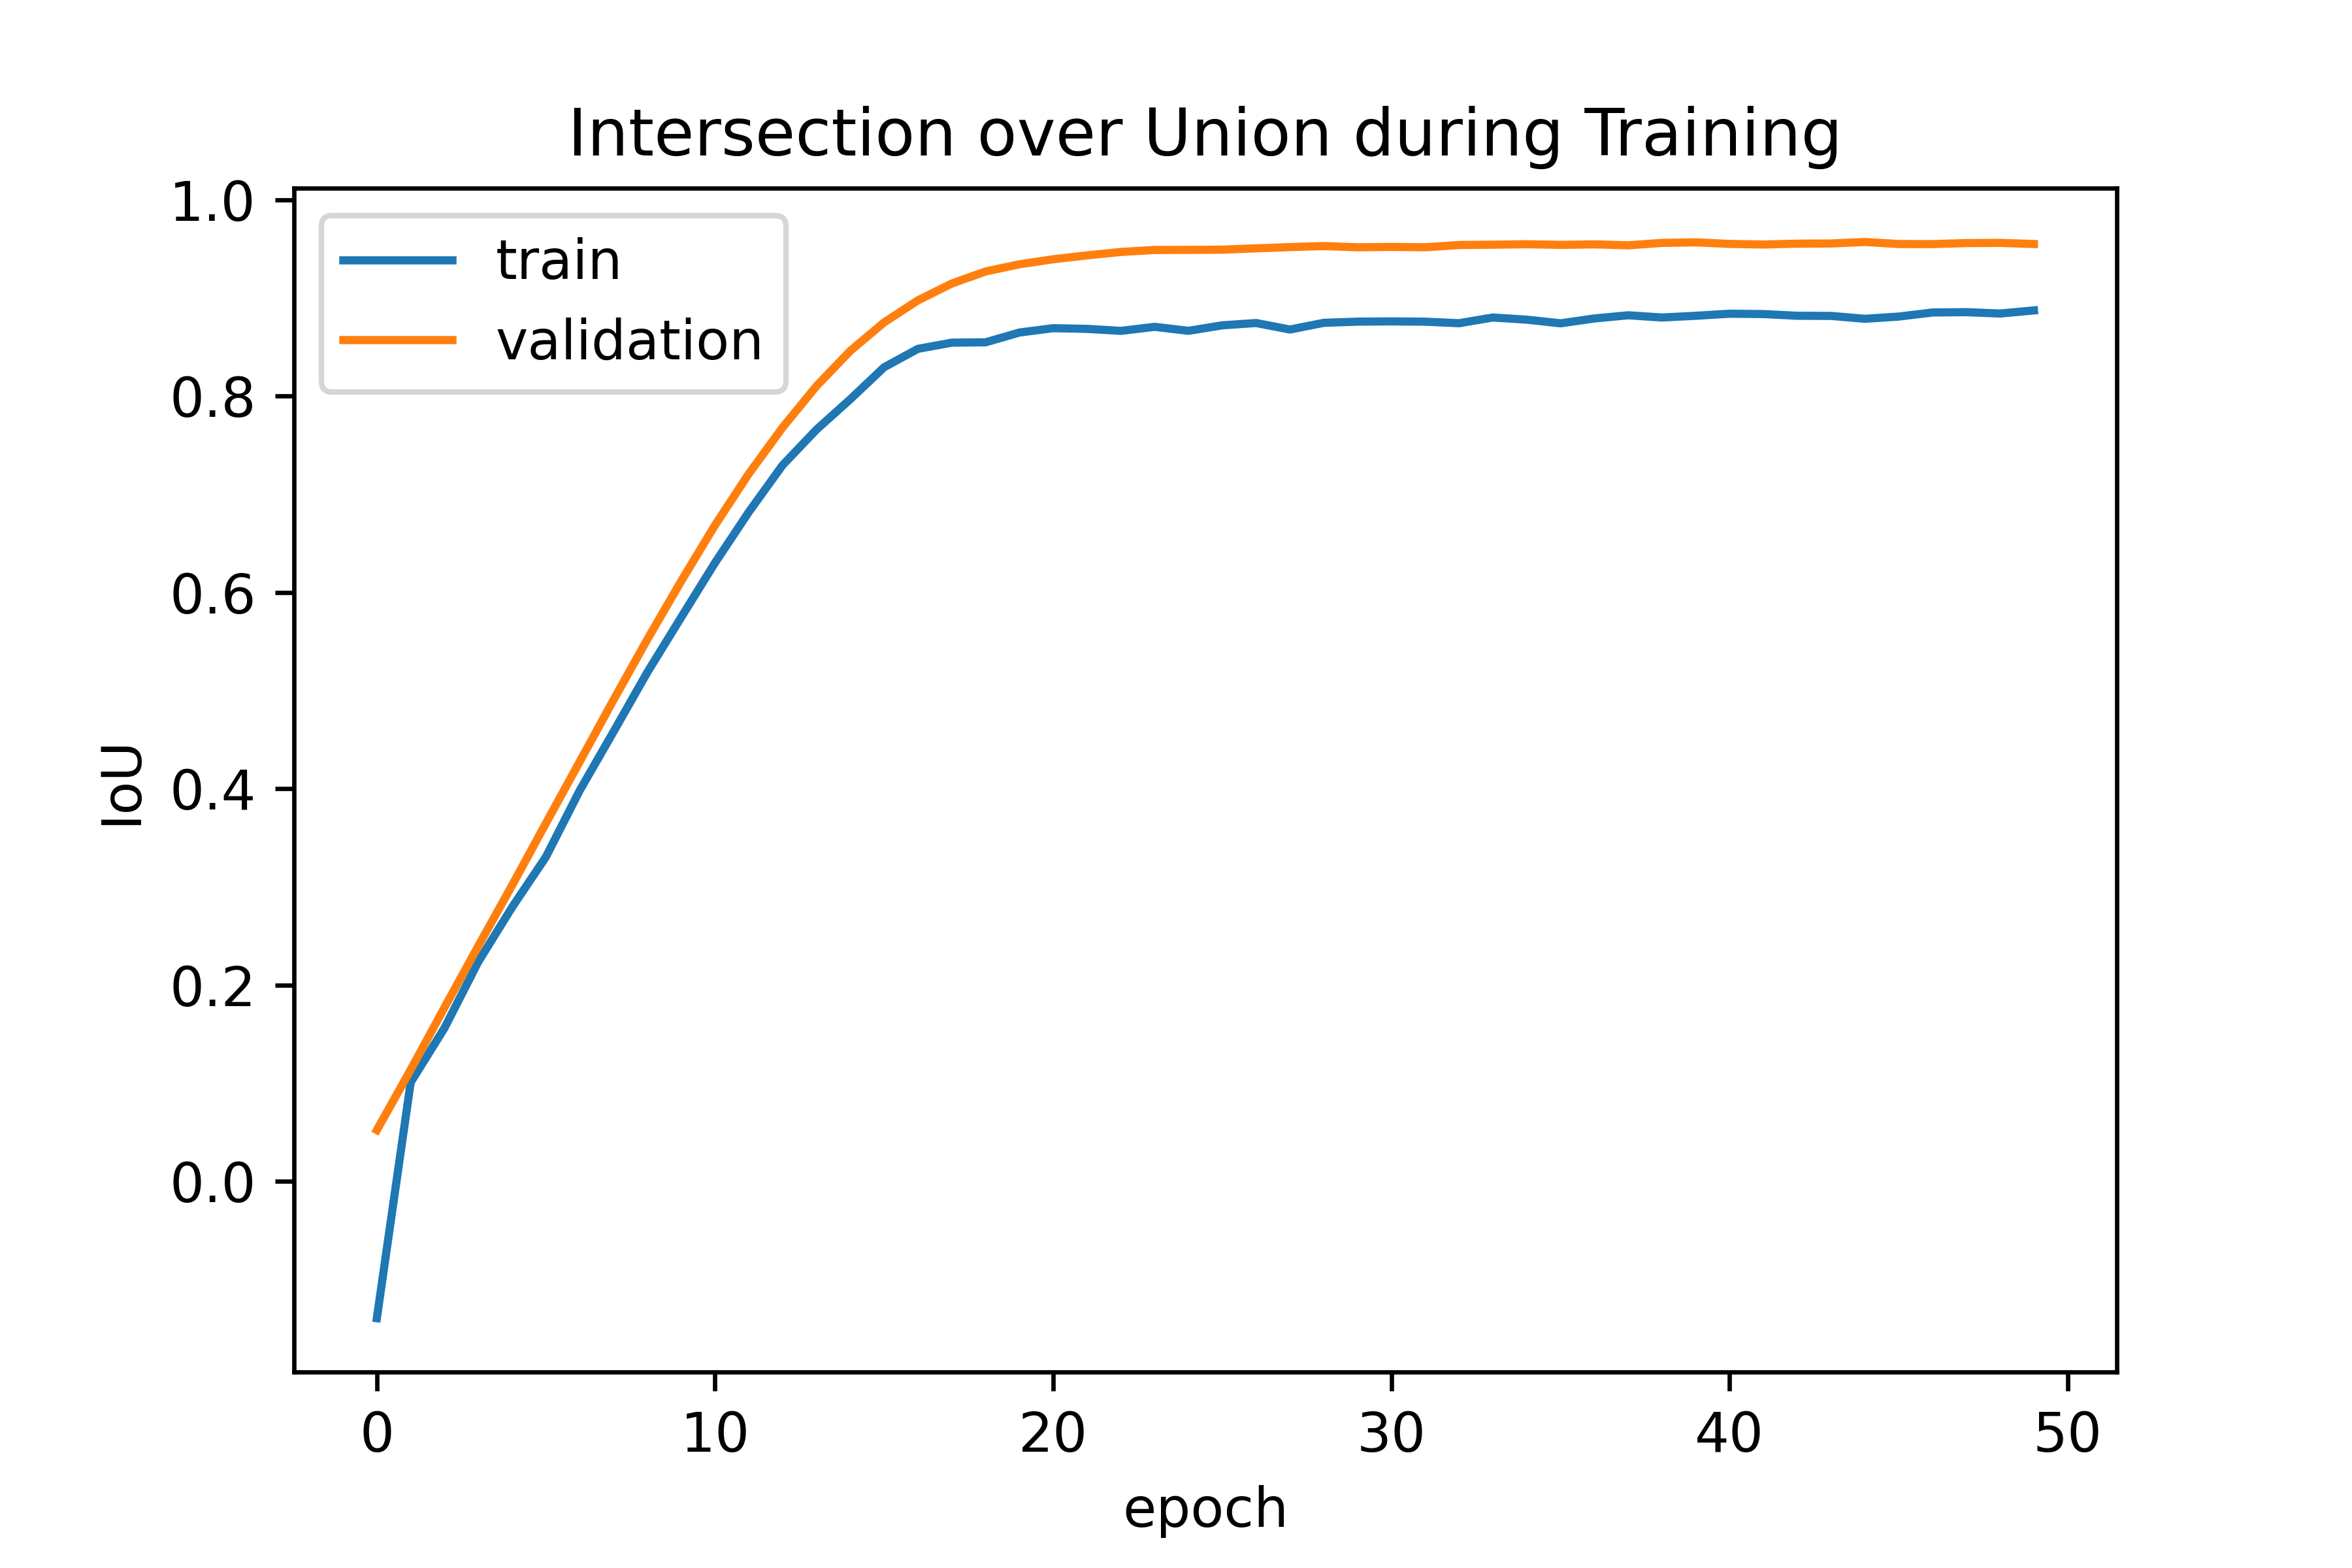 Intersection over Union during Training
train
validation
1.0
0.8
0.6
0.4
0.2
0.0
IoU
0 10 20 30 40 50
epoch